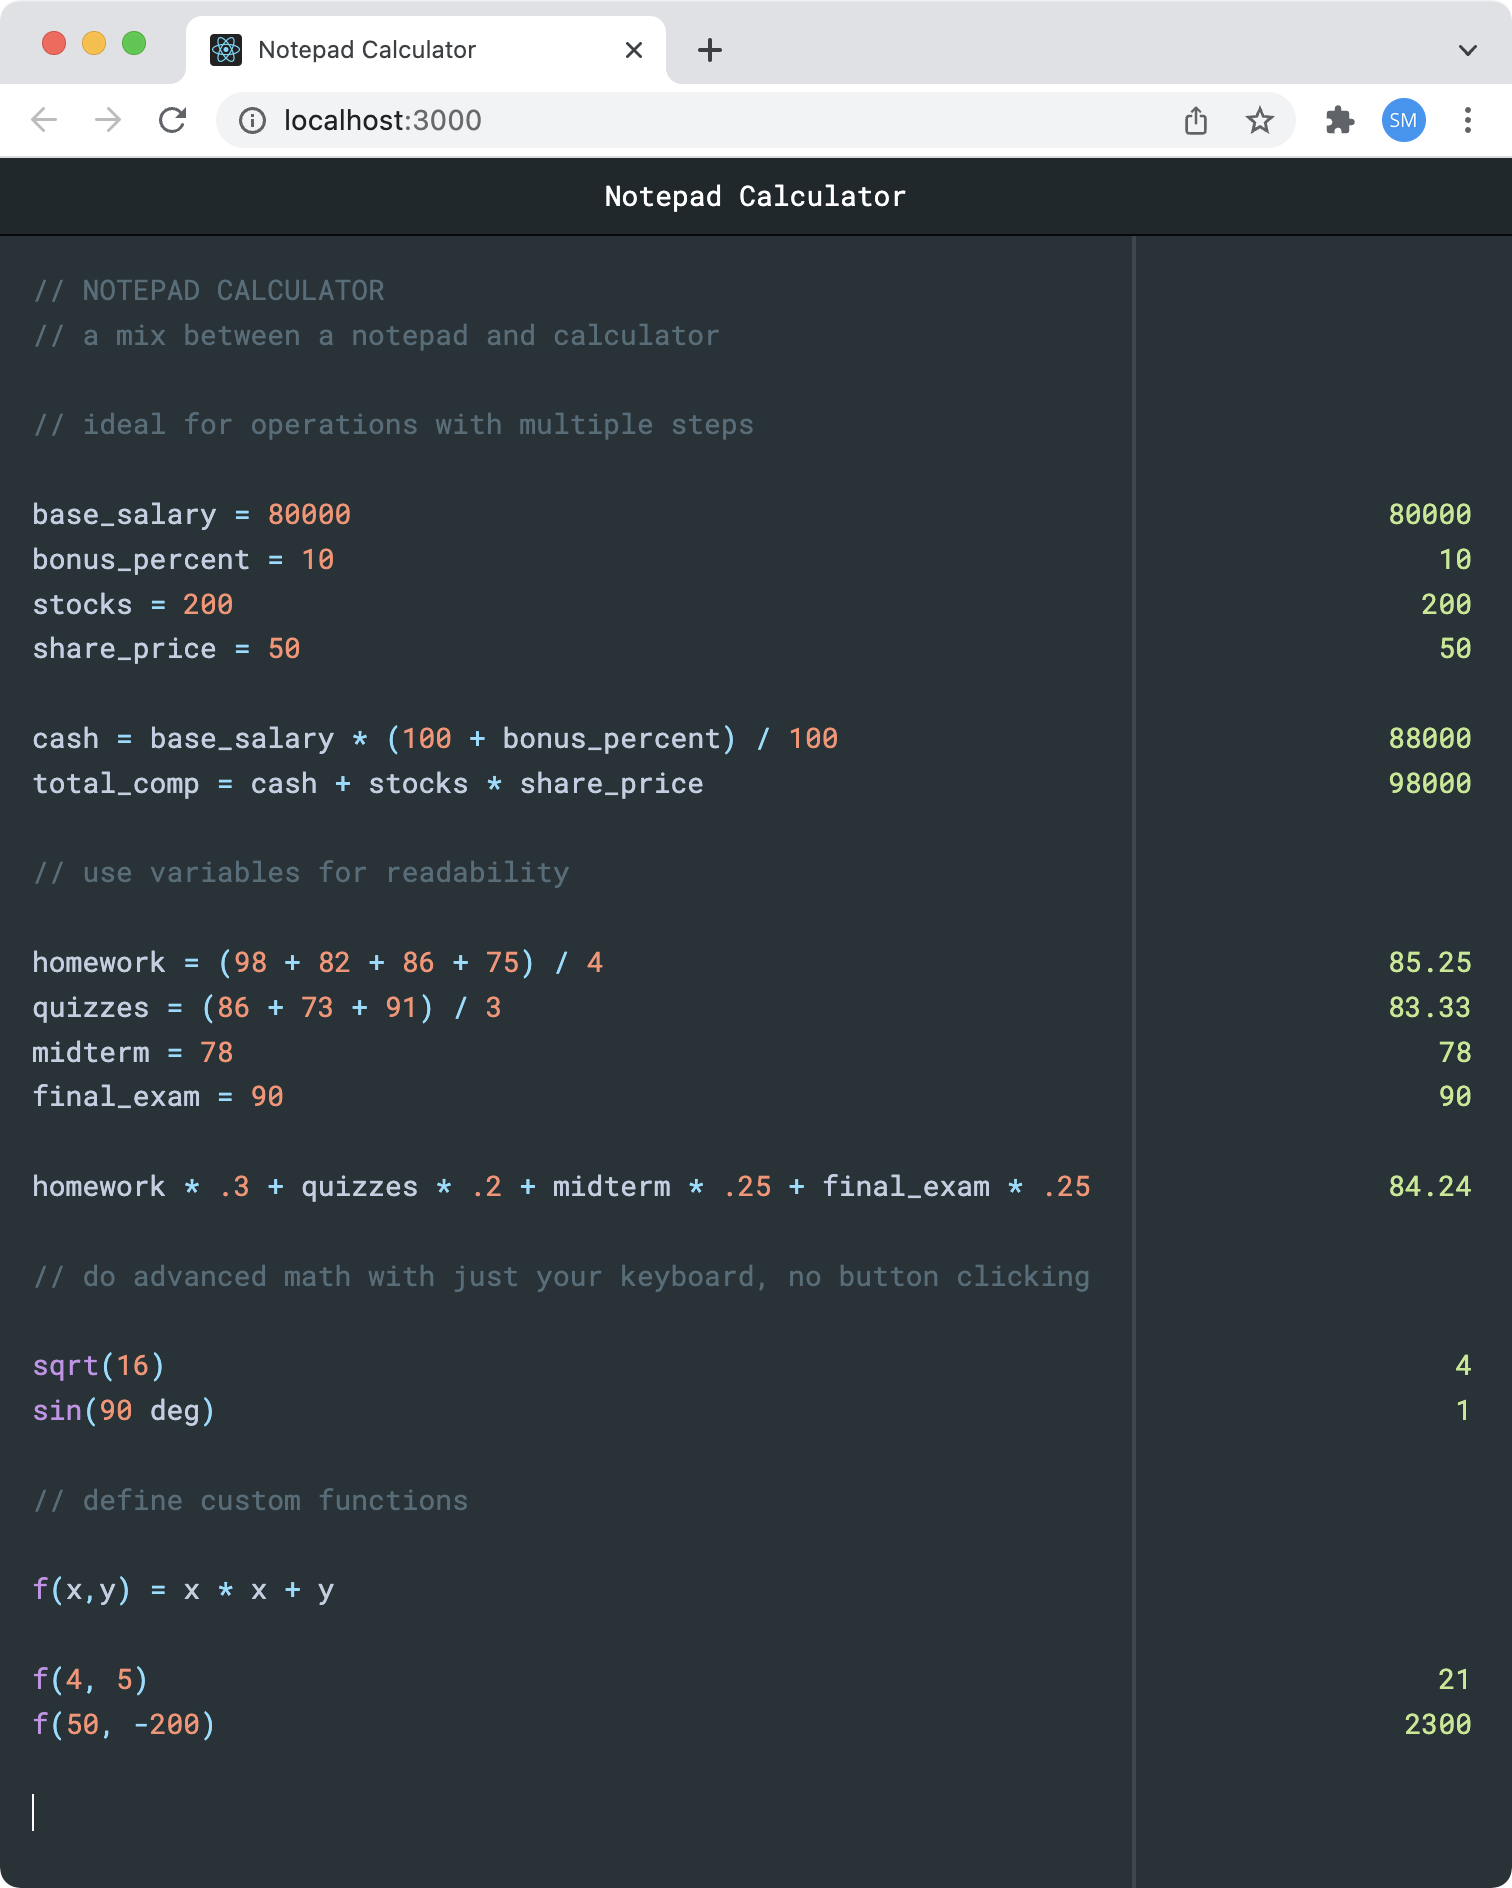 Notepad Calculator
localhost:3000
SM
Notepad Calculator
// NOTEPAD CALCULATOR
// a mix between a notepad and calculator
// ideal for operations with multiple steps
base_salary = 80000 80000
bonus_percent = 10 10
stocks = 200 200
share_price = 50 50
cash = base_salary * (100 + bonus_percent) / 100 88000
total_comp = cash + stocks * share_price 98000
// use variables for readability
homework = (98 + 82 + 86 + 75) / 4 85.25
quizzes = (86 + 73 + 91) / 3 83.33
midterm = 78 78
final_exam = 90 90
homework * .3 + quizzes * .2 + midterm * .25 + final_exam * .25 84.24
// do advanced math with just your keyboard, no button clicking
sqrt(16) 4
sin(90 deg) 1
// define custom functions
f(x,y) = x * x + y
f(4, 5) 21
f(50, -200) 2300